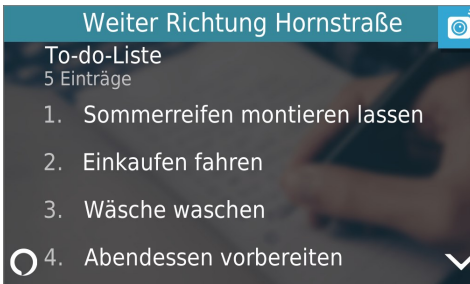 Weiter Richtung Hornstraße
To-do-Liste
5 Einträge
1. Sommerreifen montieren lassen
2. Einkaufen fahren
3. Wäsche waschen
4. Abendessen vorbereiten